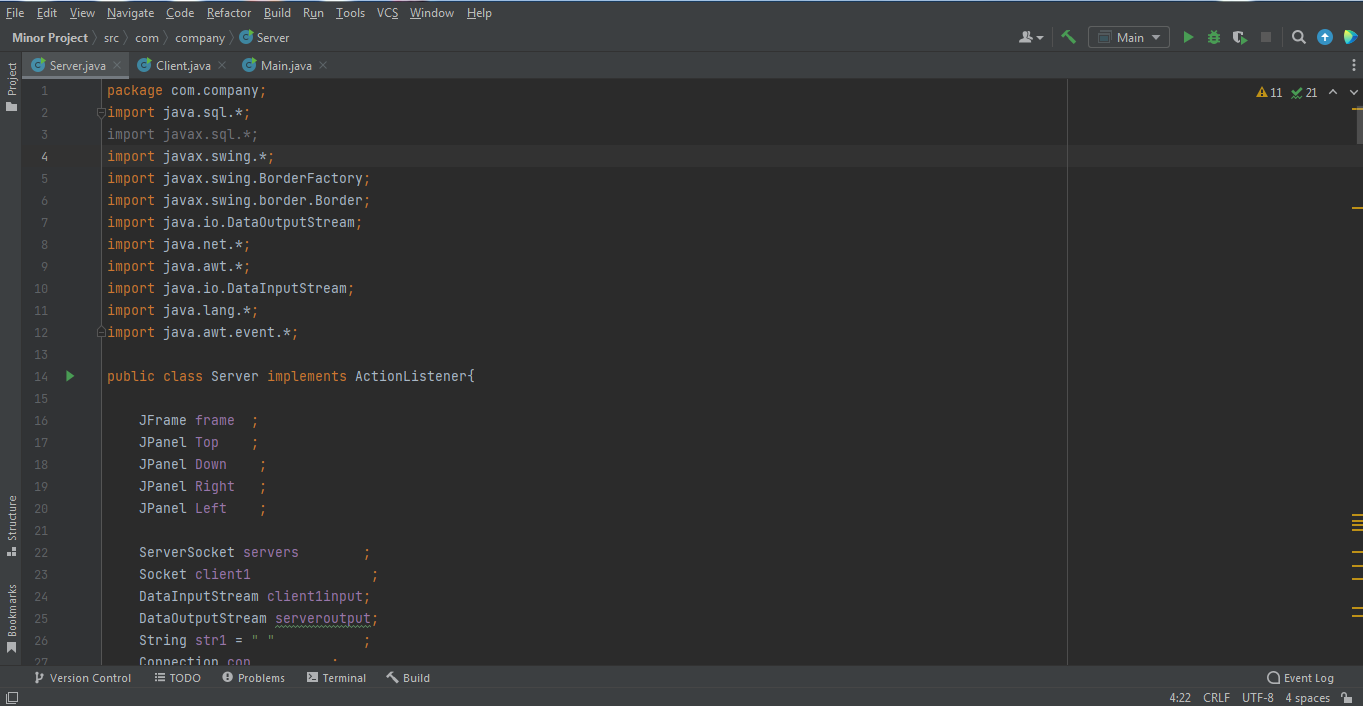 File Edit View Navigate Code Refactor Build Run Tools VCS Window Help
Minor Project src com company Server Main
Project
Server.java Client.java Main.java
11 21
1 package com.company;
2 import java.sql.*;
3 import javax.sql.*;
4 import javax.swing.*;
5 import javax.swing.BorderFactory;
6 import javax.swing.border.Border;
7 import java.io.DataOutputStream;
8 import java.net.*;
9 import java.awt.*;
10 import java.io.DataInputStream;
11 import java.lang.*;
12 import java.awt.event.*;
13
14 public class Server implements ActionListener{
15
16 JFrame frame ;
17 JPanel Top ;
18 JPanel Down ;
19 JPanel Right ;
20 JPanel Left ;
21
22 ServerSocket servers ;
23 Socket client1 ;
24 DataInputStream client1input;
25 DataOutputStream serveroutput;
26 String str1 = " " ;
27 Connection con ;
Structure
Bookmarks
Version Control TODO Problems Terminal Build Event Log
4:22 CRLF UTF-8 4 spaces